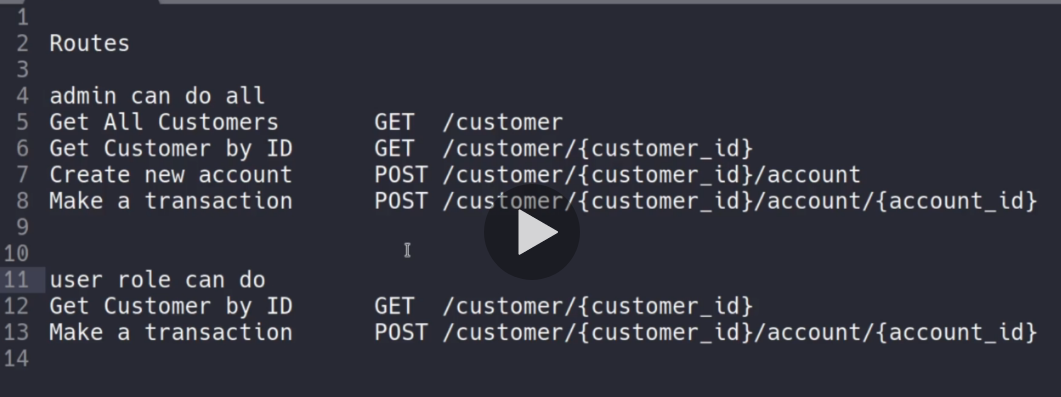 1
2 Routes
3
4 admin can do all
5 Get All Customers GET /customer
6 Get Customer by ID GET /customer/{customer_id}
7 Create new account POST /customer/{customer_id}/account
8 Make a transaction POST /customer/{customer_id}/account/{account_id}
9
10
11 user role can do
12 Get Customer by ID GET /customer/{customer_id}
13 Make a transaction POST /customer/{customer_id}/account/{account_id}
14